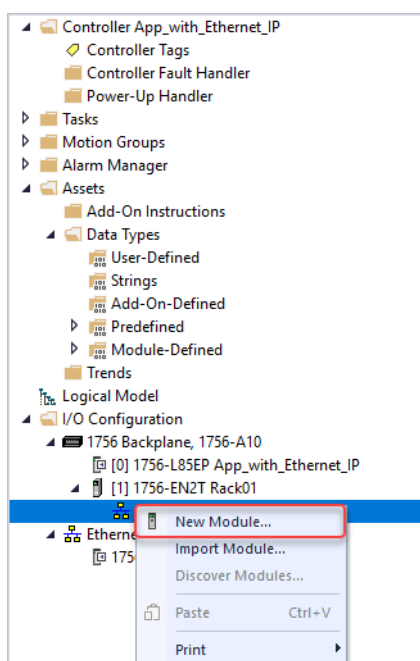 Controller App_with_Ethernet_IP
Controller Tags
Controller Fault Handler
Power-Up Handler
Tasks
Motion Groups
Alarm Manager
Assets
Add-On Instructions
Data Types
User-Defined
Strings
Add-On-Defined
Predefined
Module-Defined
Trends
Logical Model
I/O Configuration
1756 Backplane, 1756-A10
[0] 1756-L85EP App_with_Ethernet_IP
[1] 1756-EN2T Rack01
New Module...
Import Module...
Discover Modules...
Paste Ctrl+V
Print